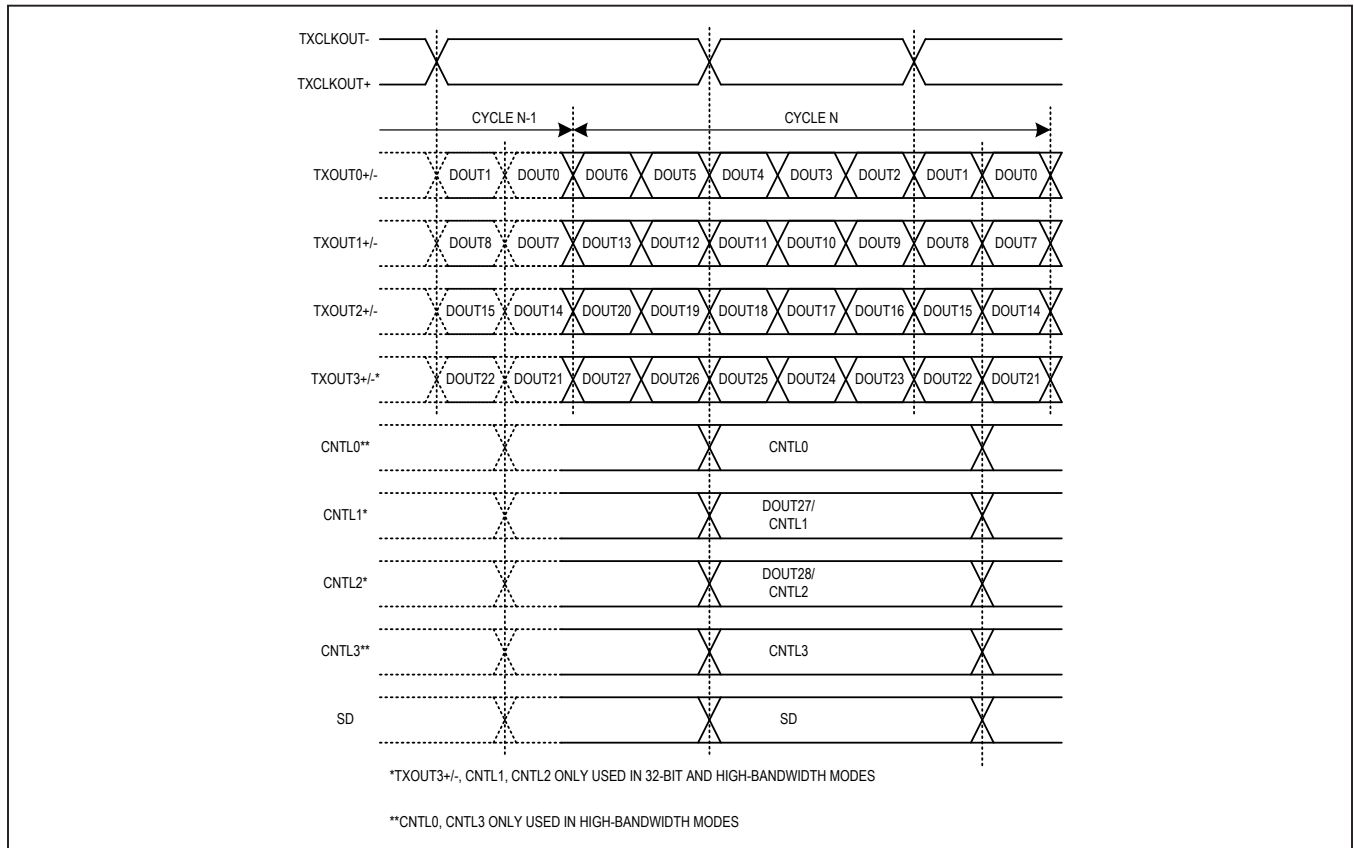 TXCLKOUT-
TXCLKOUT+
CYCLE N-1 CYCLE N
TXOUT0+/- DOUT1 DOUT0 DOUT6 DOUT5 DOUT4 DOUT3 DOUT2 DOUT1 DOUT0
TXOUT1+/- DOUT8 DOUT7 DOUT13 DOUT12 DOUT11 DOUT10 DOUT9 DOUT8 DOUT7
TXOUT2+/- DOUT15 DOUT14 DOUT20 DOUT19 DOUT18 DOUT17 DOUT16 DOUT15 DOUT14
TXOUT3+/-* DOUT22 DOUT21 DOUT27 DOUT26 DOUT25 DOUT24 DOUT23 DOUT22 DOUT21
CNTL0** CNTL0
CNTL1* DOUT27/
CNTL1
CNTL2* DOUT28/
CNTL2
CNTL3** CNTL3
SD SD
*TXOUT3+/-, CNTL1, CNTL2 ONLY USED IN 32-BIT AND HIGH-BANDWIDTH MODES
**CNTL0, CNTL3 ONLY USED IN HIGH-BANDWIDTH MODES